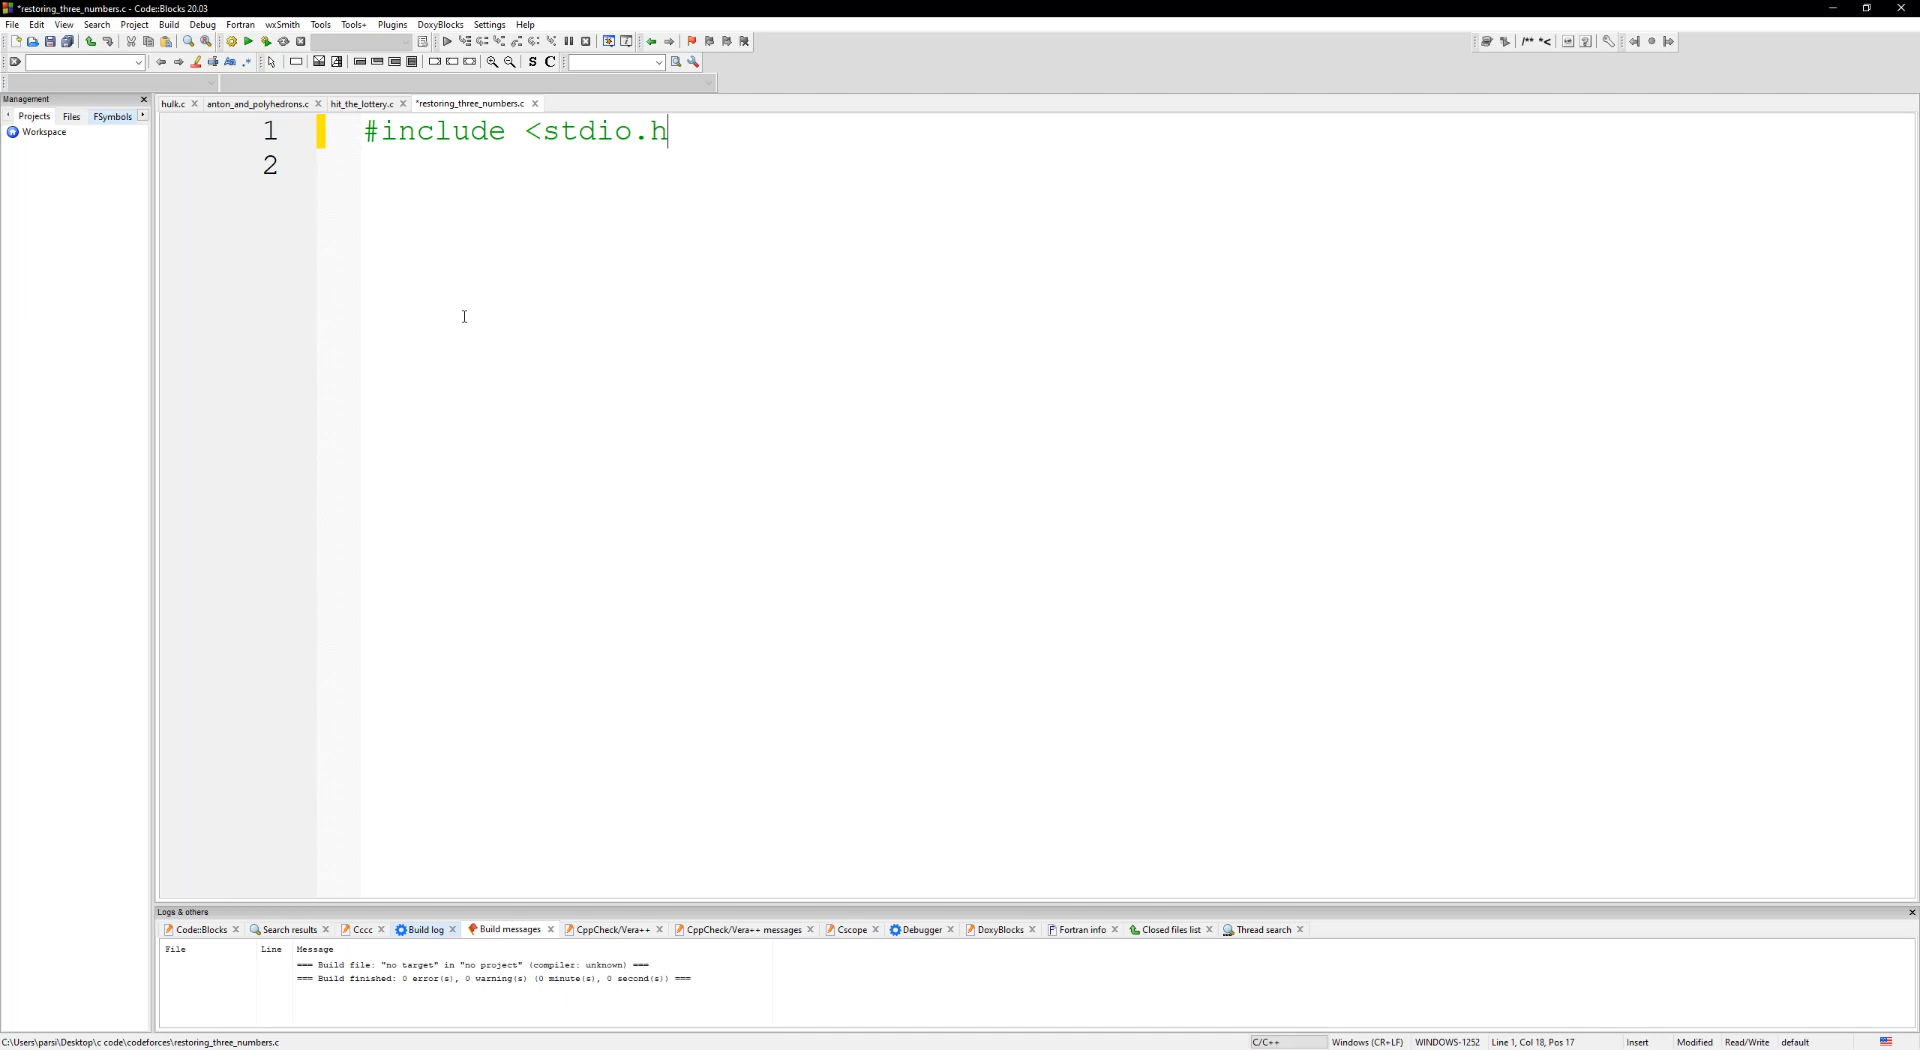 *restoring_three_numbers.c - Code::Blocks 20.03
File Edit View Search Project Build Debug Fortran wxSmith Tools Tools+ Plugins DoxyBlocks Settings Help
/** *<
S C
Management
Projects Files FSymbols
Workspace
hulk.c anton_and_polyhedrons.c hit_the_lottery.c *restoring_three_numbers.c
1 #include <stdio.h
2
Logs & others
Code::Blocks Search results Cccc Build log Build messages CppCheck/Vera++ CppCheck/Vera++ messages Cscope Debugger DoxyBlocks Fortran info Closed files list Thread search
File Line Message
=== Build file: "no target" in "no project" (compiler: unknown) ===
=== Build finished: 0 error(s), 0 warning(s) (0 minute(s), 0 second(s)) ===
C:\Users\parsi\Desktop\c code\codeforces\restoring_three_numbers.c C/C++ Windows (CR+LF) WINDOWS-1252 Line 1, Col 18, Pos 17 Insert Modified Read/Write default